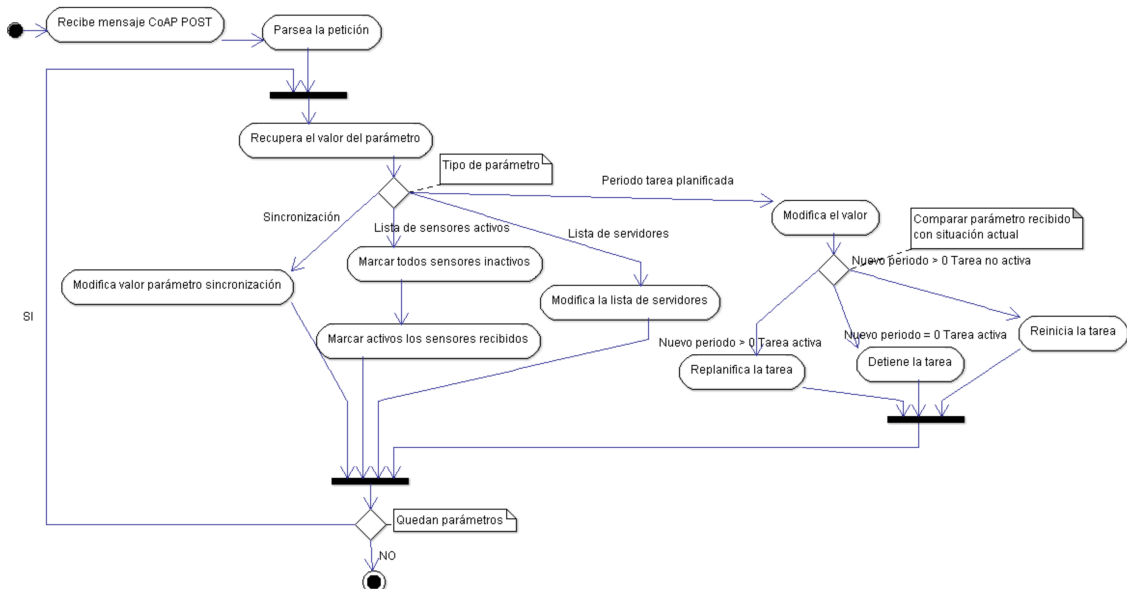 Recibe mensaje CoAP POST
Parsea la petición
Recupera el valor del parámetro
Tipo de parámetro
Periodo tarea planificada
Sincronización
Lista de sensores activos
Lista de servidores
Modifica el valor
Comparar parámetro recibido
con situación actual
Nuevo periodo > 0 Tarea no activa
Marcar todos sensores inactivos
Modifica valor parámetro sincronización
Modifica la lista de servidores
SI
Marcar activos los sensores recibidos
Nuevo periodo > 0 Tarea activa
Nuevo periodo = 0 Tarea activa
Reinicia la tarea
Replanifica la tarea
Detiene la tarea
Quedan parámetros
NO